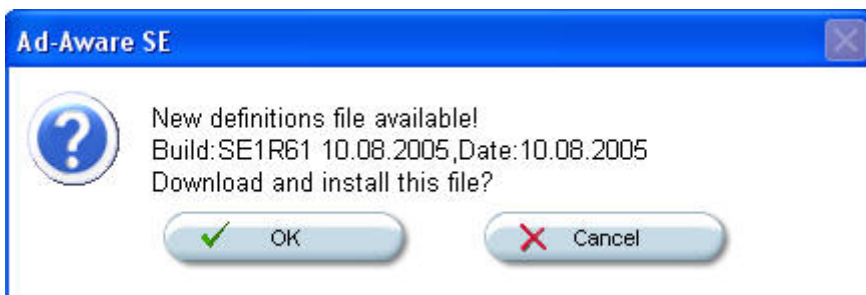 Ad-Aware SE
New definitions file available!
Build:SE1R61 10.08.2005,Date:10.08.2005
Download and install this file?
OK Cancel